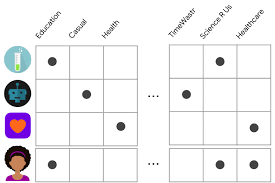 Education
Casual
Health
TimeWastr
Science R Us
Healthcare
...
...